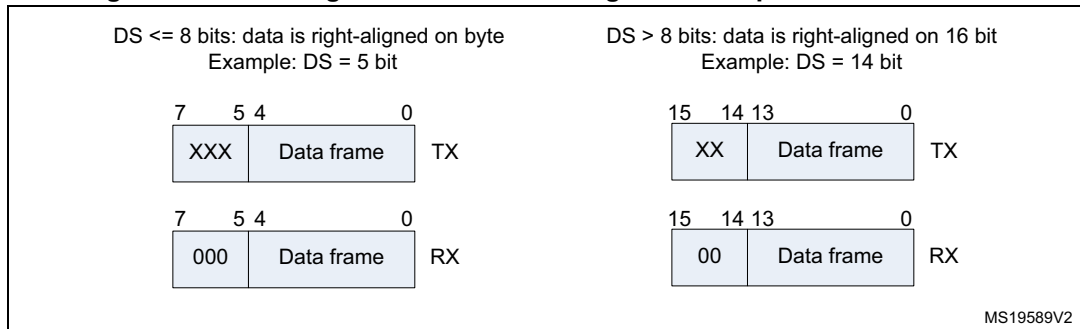 DS <= 8 bits: data is right-aligned on byte
Example: DS = 5 bit
7 5 4 0
XXX Data frame TX
7 5 4 0
000 Data frame RX
DS > 8 bits: data is right-aligned on 16 bit
Example: DS = 14 bit
15 14 13 0
XX Data frame TX
15 14 13 0
00 Data frame RX
MS19589V2